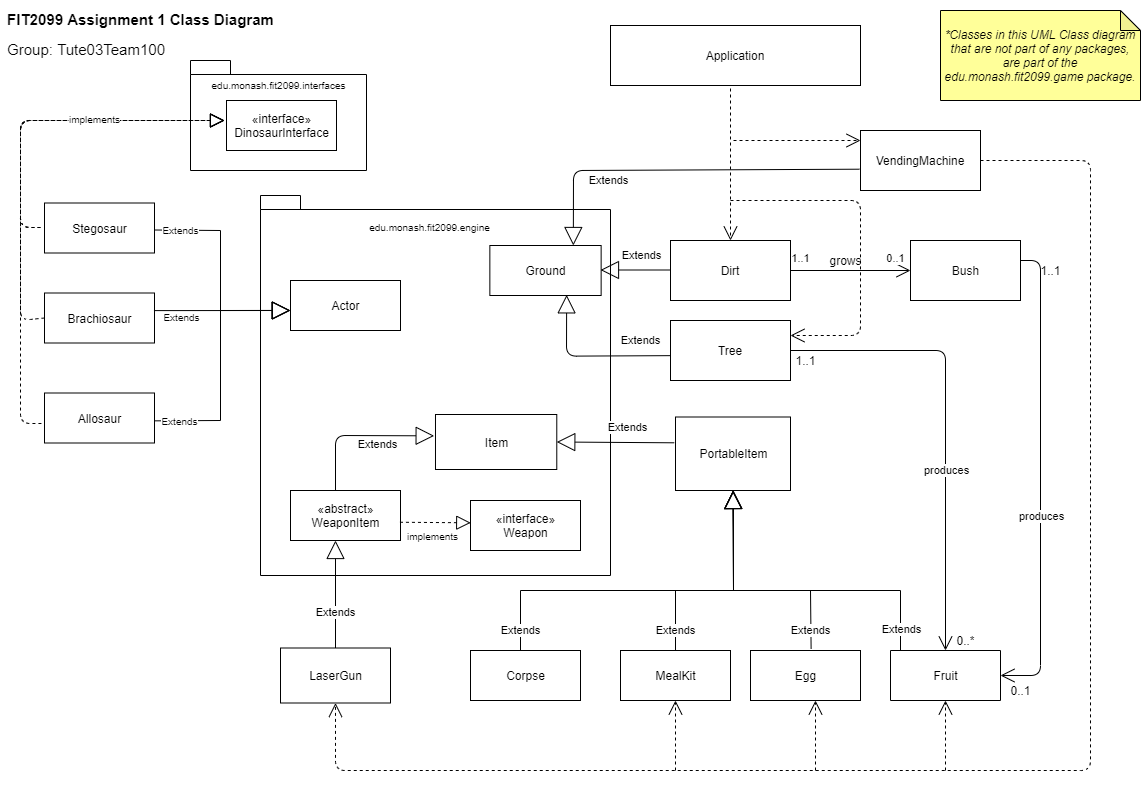 FIT2099 Assignment 1 Class Diagram
Group: Tute03Team100
*Classes in this UML Class diagram
that are not part of any packages,
are part of the
edu.monash.fit2099.game package.
Application
edu.monash.fit2099.interfaces
«interface»
DinosaurInterface
implements
VendingMachine
Extends
Stegosaur
Extends
edu.monash.fit2099.engine
Ground
Extends
Dirt
1..1
grows
0..1
Bush
1..1
Brachiosaur
Extends
Actor
Extends
Tree
1..1
Allosaur
Extends
Item
Extends
Extends
PortableItem
produces
«abstract»
WeaponItem
implements
«interface»
Weapon
produces
Extends
Extends
Extends
Extends
Extends
0..*
LaserGun
Corpse
MealKit
Egg
Fruit
0..1